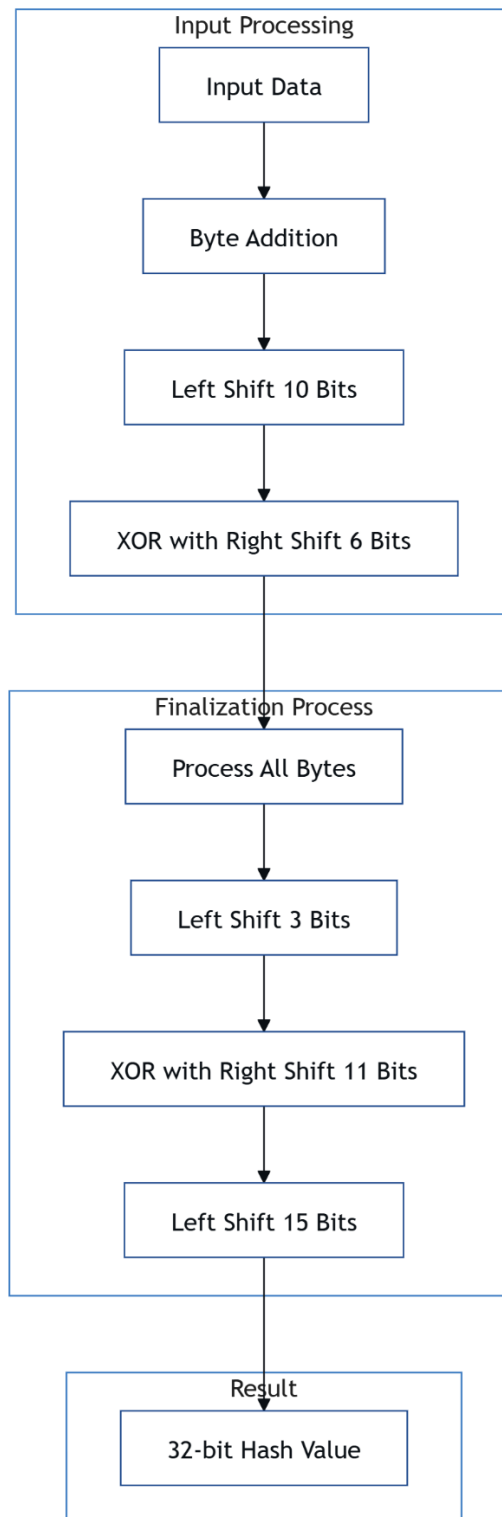 Input Processing
Input Data
Byte Addition
Left Shift 10 Bits
XOR with Right Shift 6 Bits
Finalization Process
Process All Bytes
Left Shift 3 Bits
XOR with Right Shift 11 Bits
Left Shift 15 Bits
Result
32-bit Hash Value